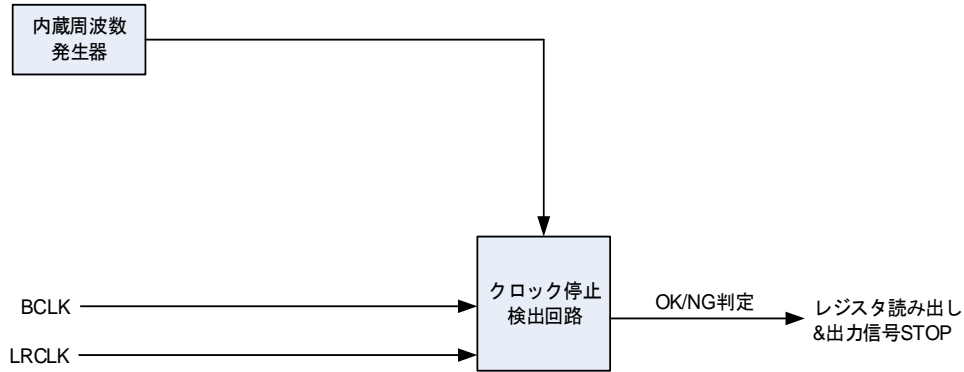 内蔵周波数
発生器
クロック停止
検出回路
BCLK
LRCLK
OK/NG判定
レジスタ読み出し
&出力信号STOP